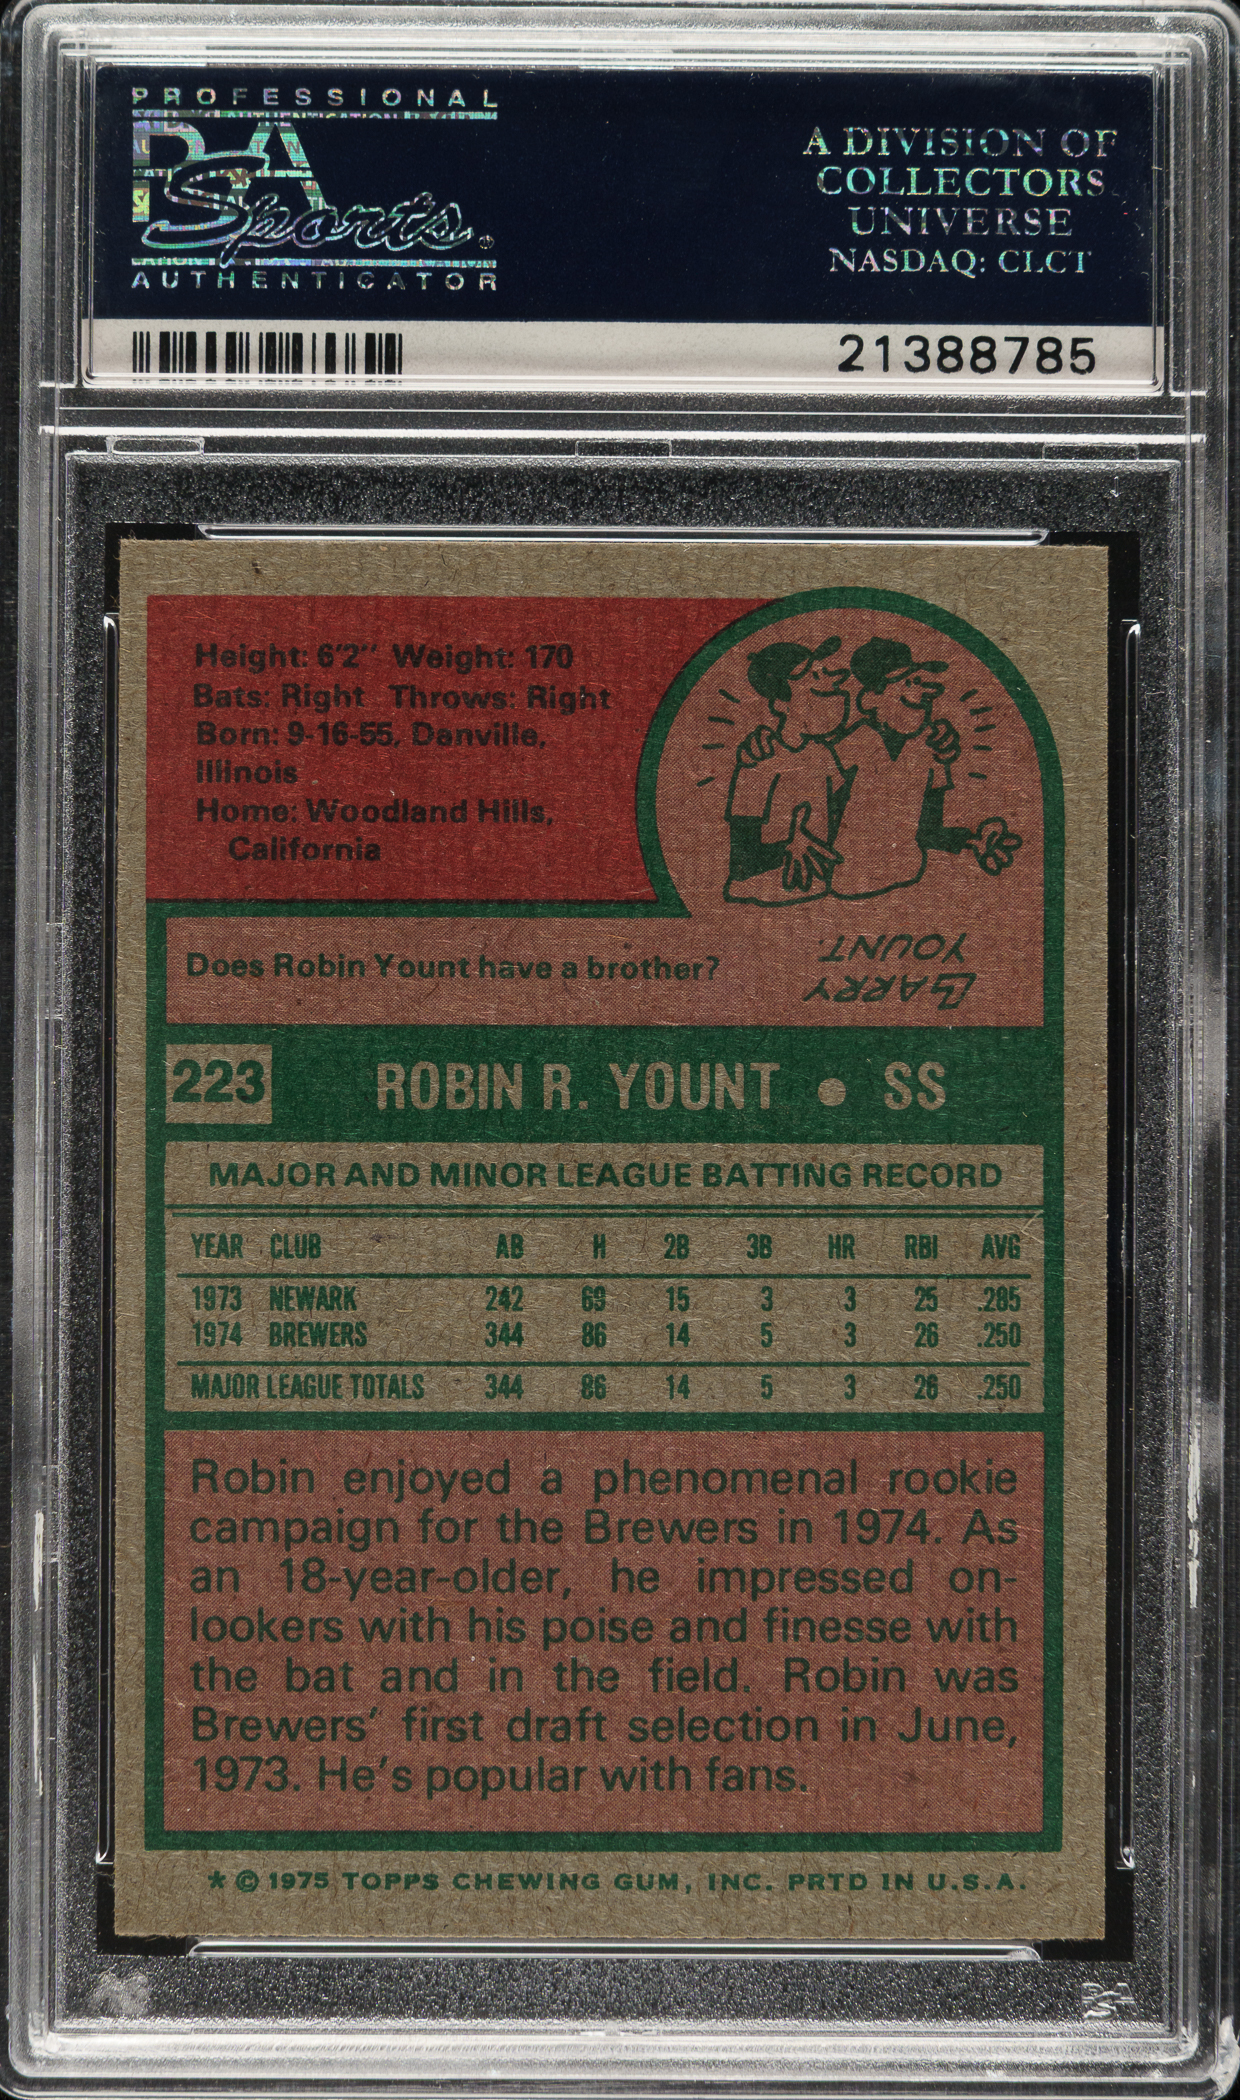 PROFESSIONAL
PSA
Sports
AUTHENTICATOR
A DIVISION OF
COLLECTORS
UNIVERSE
NASDAQ: CLCT
21388785
Height: 6'2" Weight: 170
Bats: Right Throws: Right
Born: 9-16-55, Danville,
Illinois
Home: Woodland Hills,
California
Does Robin Yount have a brother?
BARRY
YOUNT.
223 ROBIN R. YOUNT • SS
MAJOR AND MINOR LEAGUE BATTING RECORD
YEAR CLUB AB H 2B 3B HR RBI AVG
1973 NEWARK 242 69 15 3 3 25 .285
1974 BREWERS 344 86 14 5 3 26 .250
MAJOR LEAGUE TOTALS 344 86 14 5 3 26 .250
Robin enjoyed a phenomenal rookie
campaign for the Brewers in 1974. As
an 18-year-older, he impressed on-
lookers with his poise and finesse with
the bat and in the field. Robin was
Brewers' first draft selection in June,
1973. He's popular with fans.
* © 1975 TOPPS CHEWING GUM, INC. PRTD IN U.S.A.
PSA